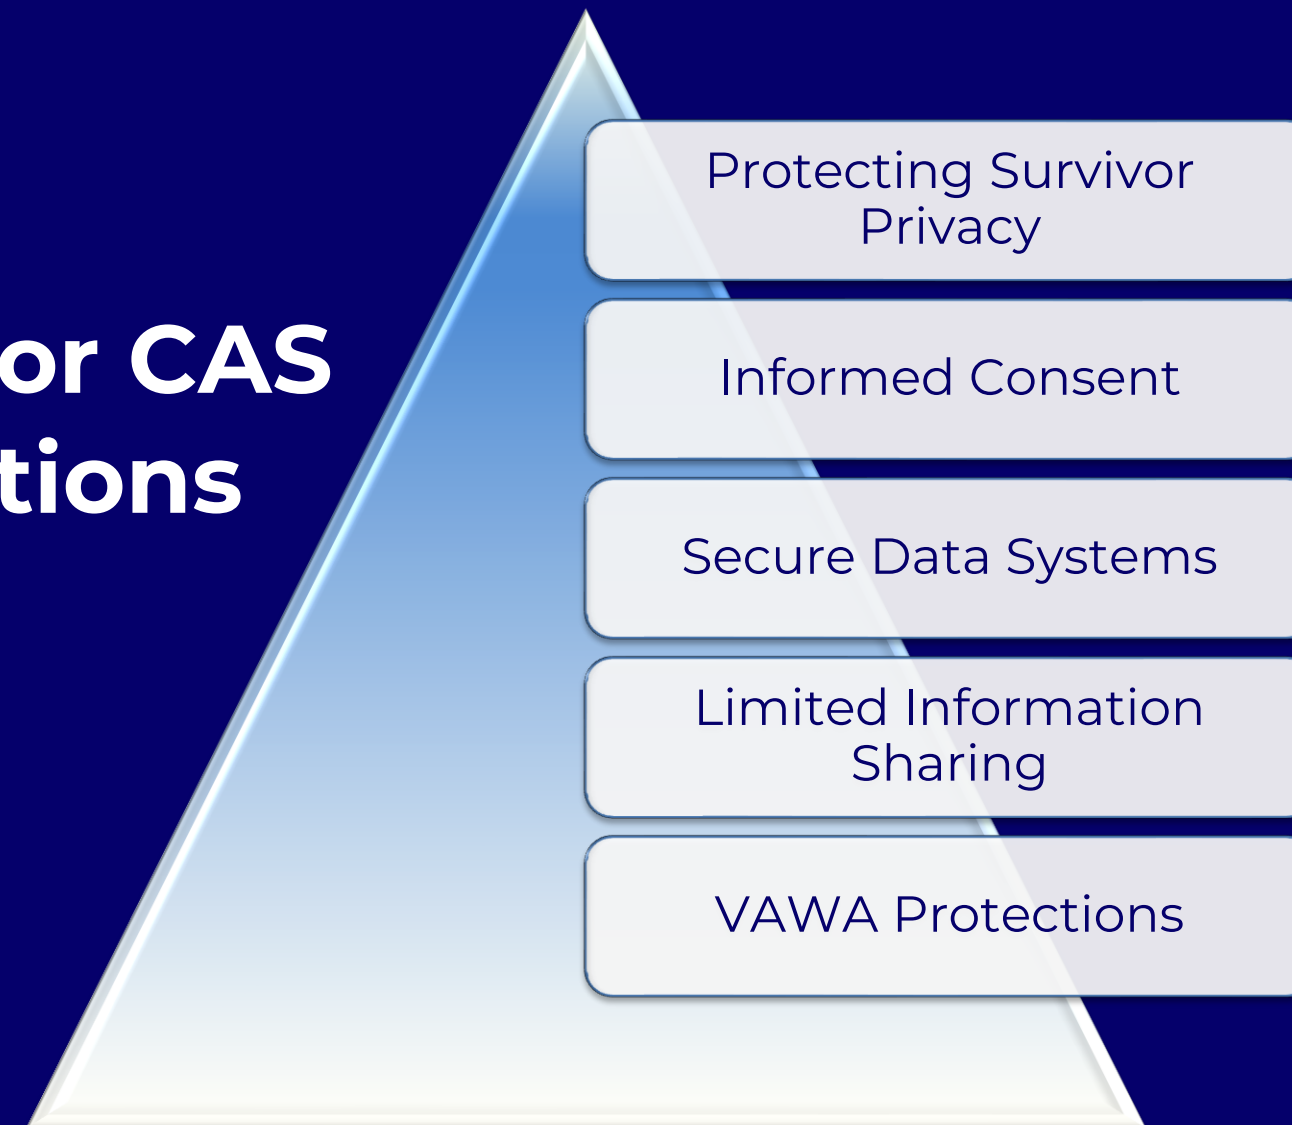 or CAS
tions
Protecting Survivor
Privacy
Informed Consent
Secure Data Systems
Limited Information
Sharing
VAWA Protections